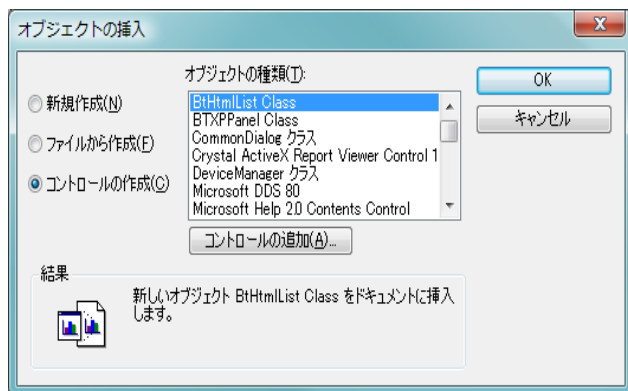 オブジェクトの挿入
オブジェクトの種類(T):
新規作成(N)
ファイルから作成(F)
コントロールの作成(C)
BtHtmlList Class
BTXPPanel Class
CommonDialog クラス
Crystal ActiveX Report Viewer Control 1
DeviceManager クラス
Microsoft DDS 80
Microsoft Help 2.0 Contents Control
コントロールの追加(A)...
OK
キャンセル
結果
新しいオブジェクト BtHtmlList Class をドキュメントに挿入
します。